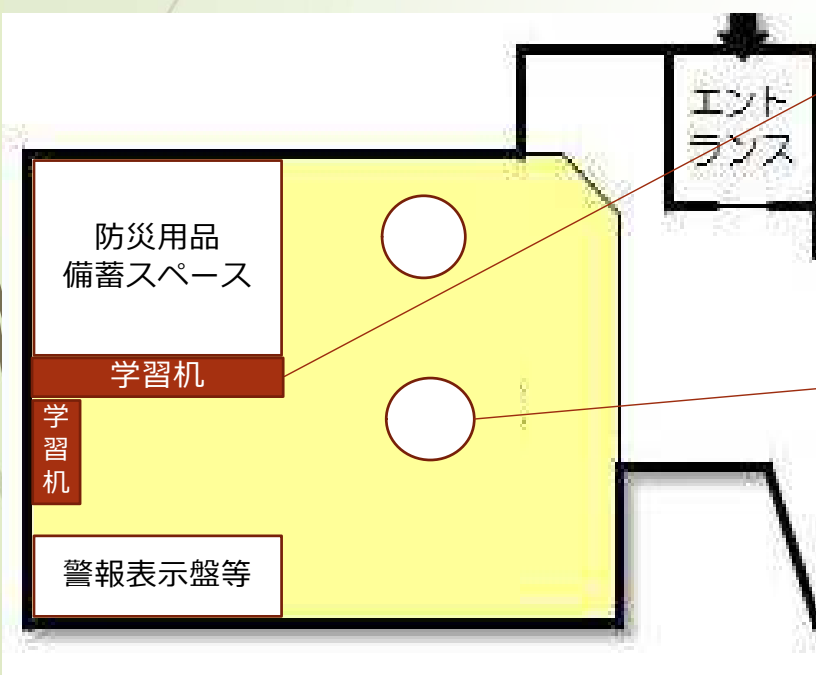 エント
ランス
防災用品
備蓄スペース
学習机
学習机
警報表示盤等